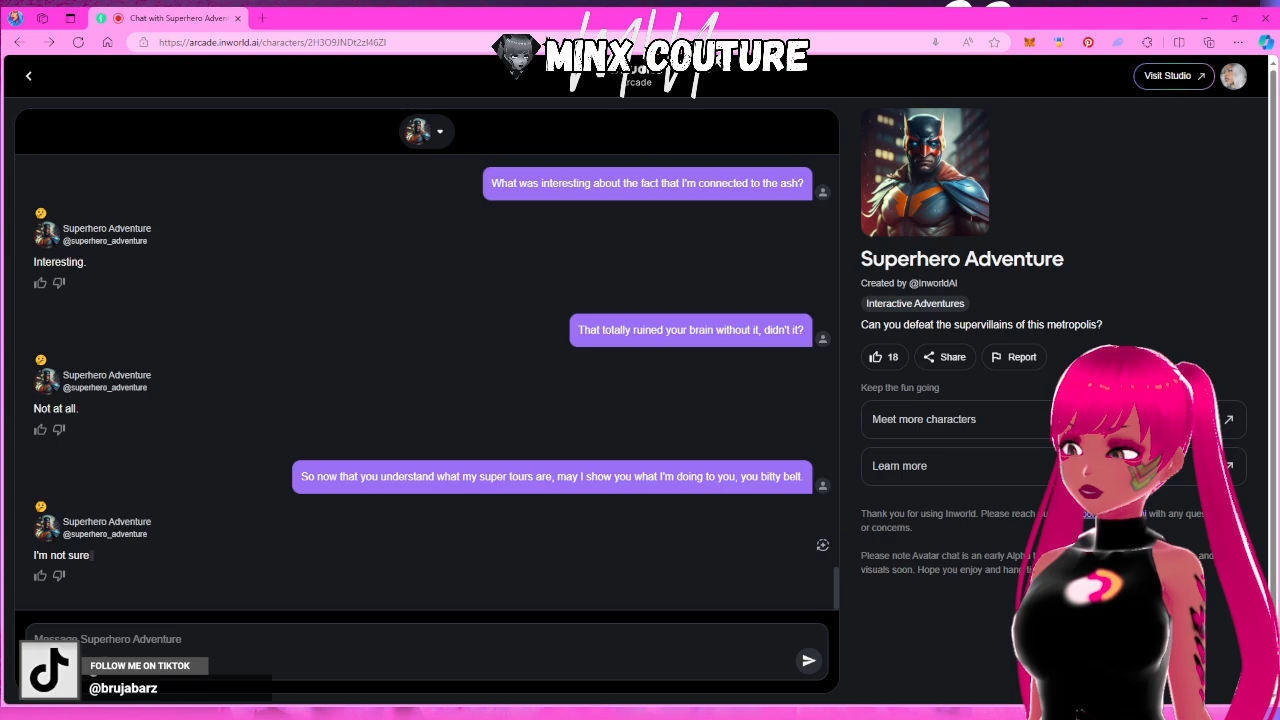 Chat with Superhero Adven
https://arcade.inworld.ai/characters/2H3O9JNDt2zl46ZI
MINX COUTURE
arcade
Visit Studio
What was interesting about the fact that I'm connected to the ash?
Superhero Adventure
@superhero_adventure
Interesting.
That totally ruined your brain without it, didn't it?
Superhero Adventure
@superhero_adventure
Not at all.
So now that you understand what my super tours are, may I show you what I'm doing to you, you bitty belt.
Superhero Adventure
@superhero_adventure
I'm not sure
Message Superhero Adventure
FOLLOW ME ON TIKTOK
@brujabarz
Superhero Adventure
Created by @InworldAI
Interactive Adventures
Can you defeat the supervillains of this metropolis?
18
Share
Report
Keep the fun going
Meet more characters
Learn more
Thank you for using Inworld. Please reach with any
or concerns.
Please note Avatar chat is an early Alpha and
visuals soon. Hope you enjoy and